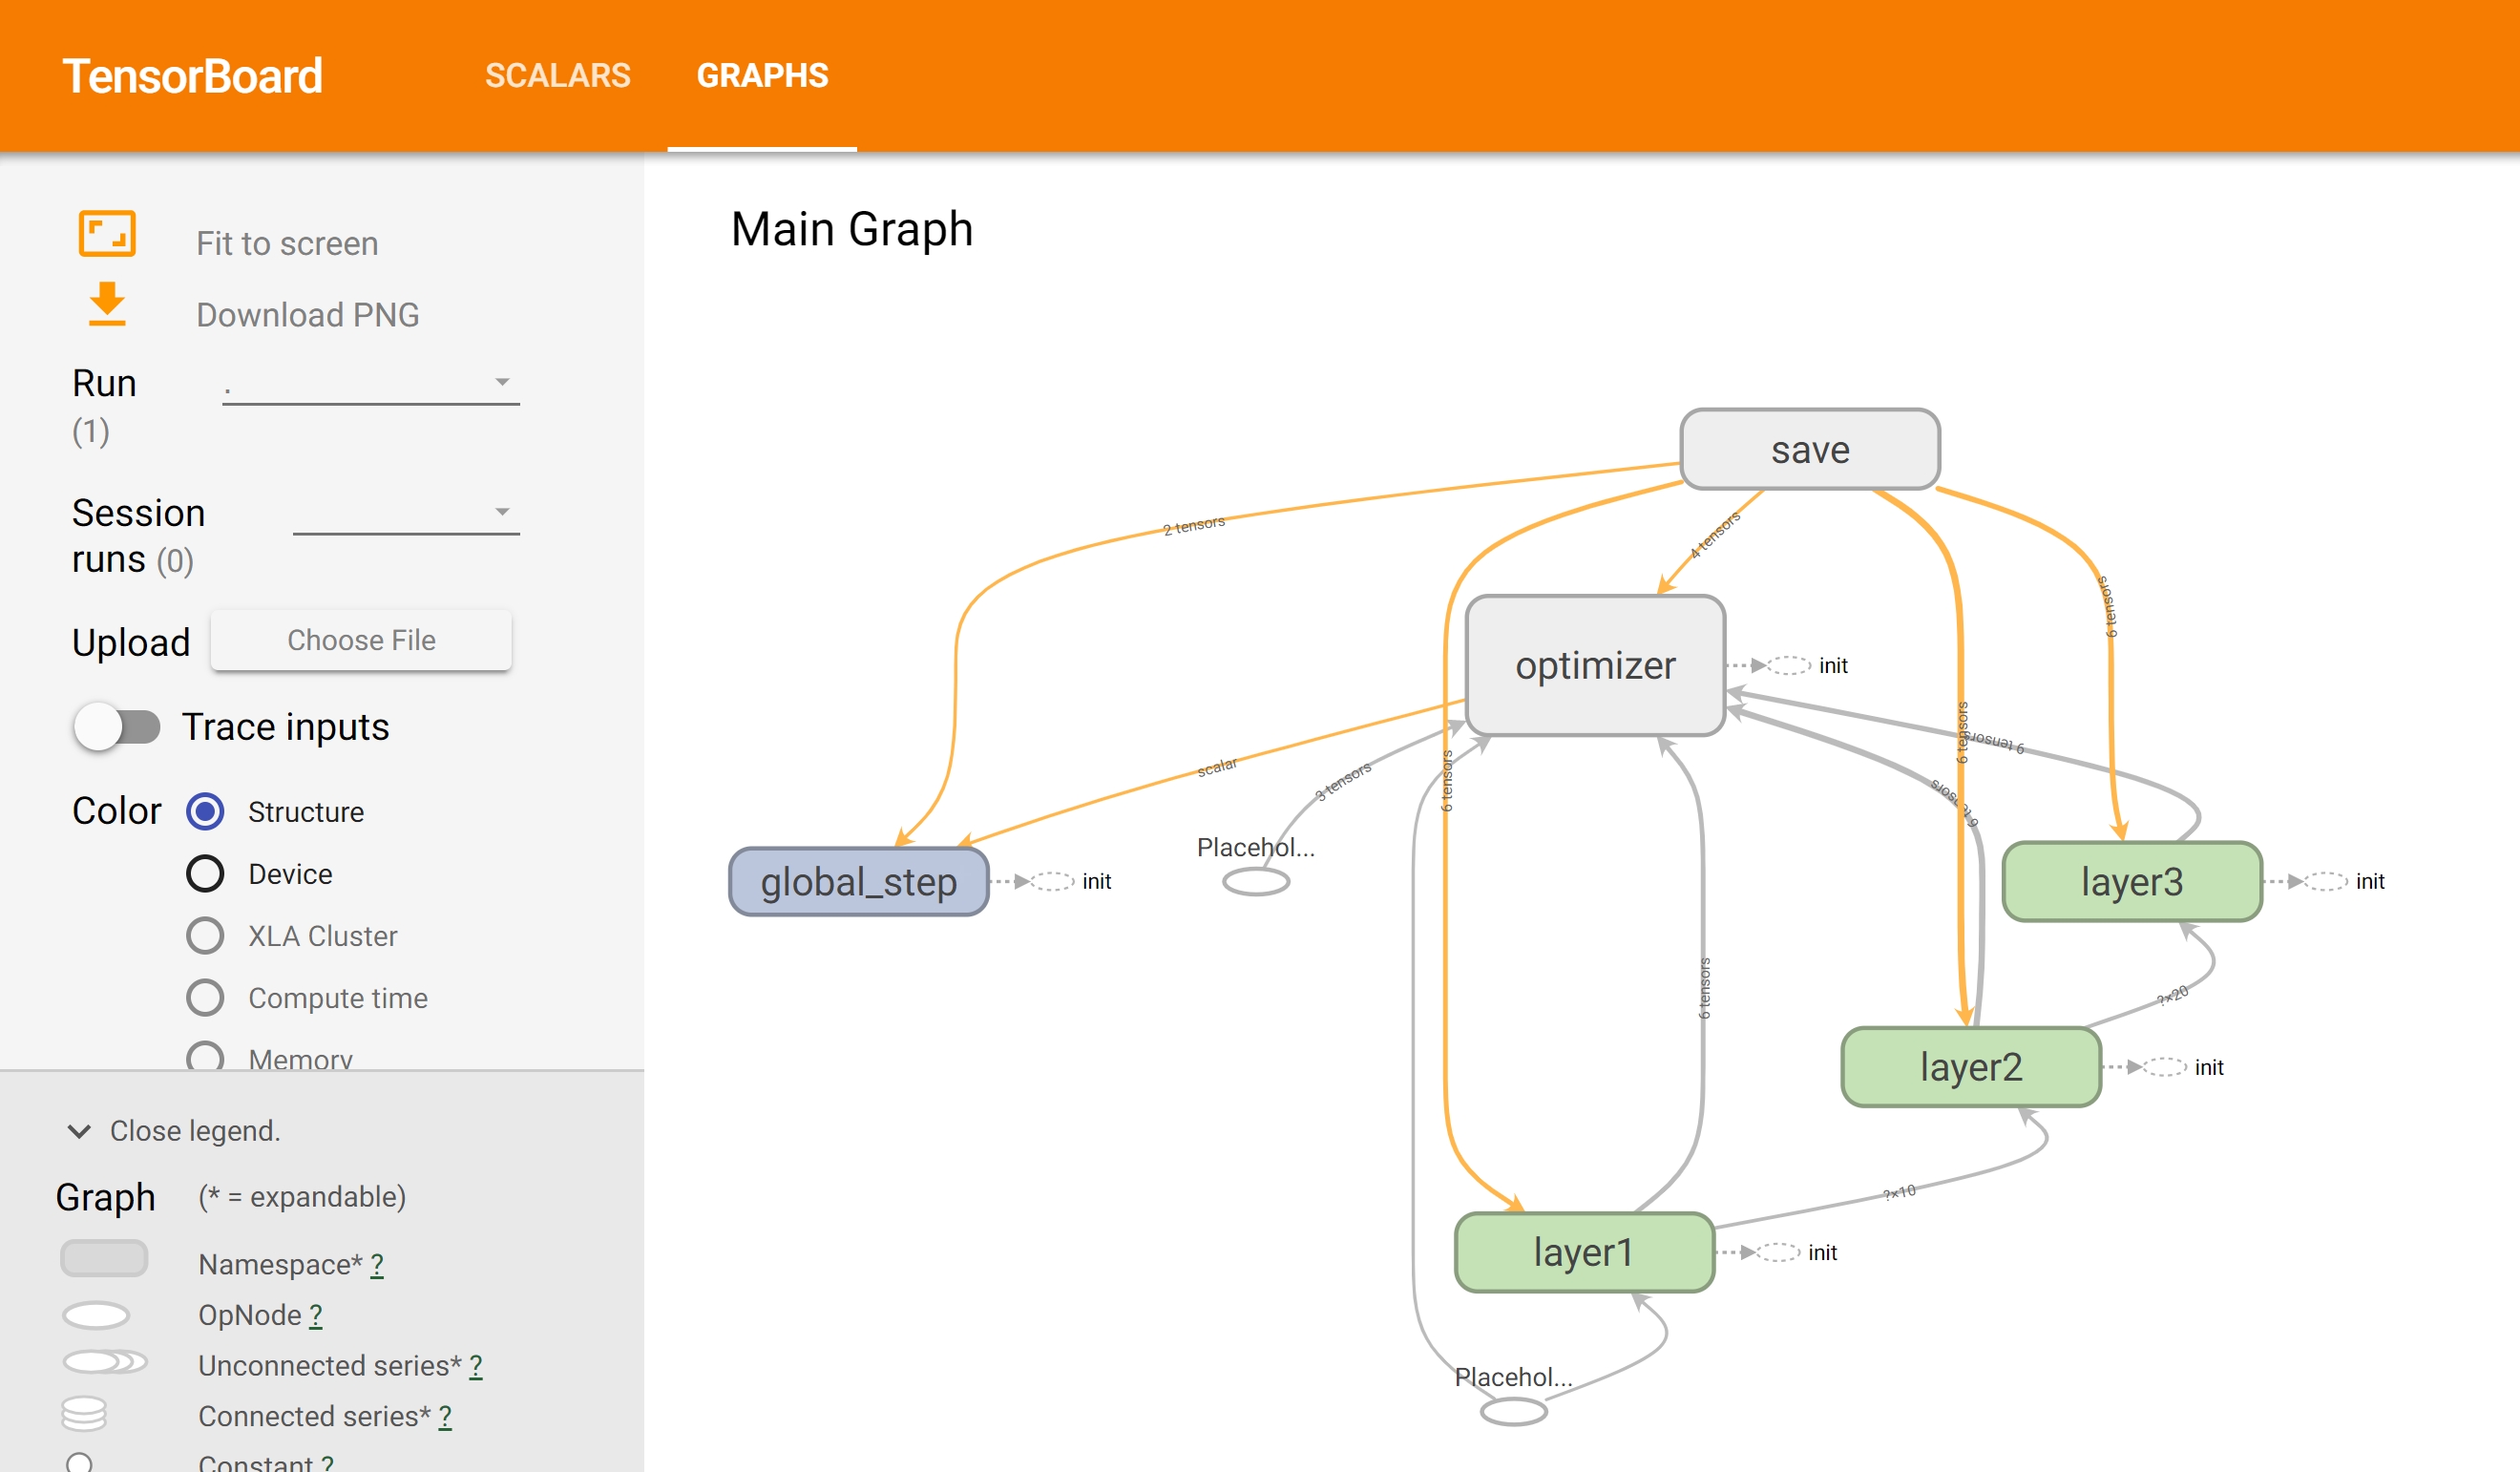 TensorBoard
SCALARS
GRAPHS
Fit to screen
Download PNG
Run
(1)
.
Session
runs (0)
Upload
Choose File
Trace inputs
Color
Structure
Device
XLA Cluster
Compute time
Memory
Close legend.
Graph
(* = expandable)
Namespace* ?
OpNode ?
Unconnected series* ?
Connected series* ?
Constant ?
Main Graph
save
2 tensors
4 tensors
6 tensors
optimizer
init
6 tensors
6 tensors
scalar
3 tensors
6 tensors
6 tensors
Placehol...
global_step
init
layer3
init
6 tensors
?×20
layer2
init
?×10
layer1
init
Placehol...